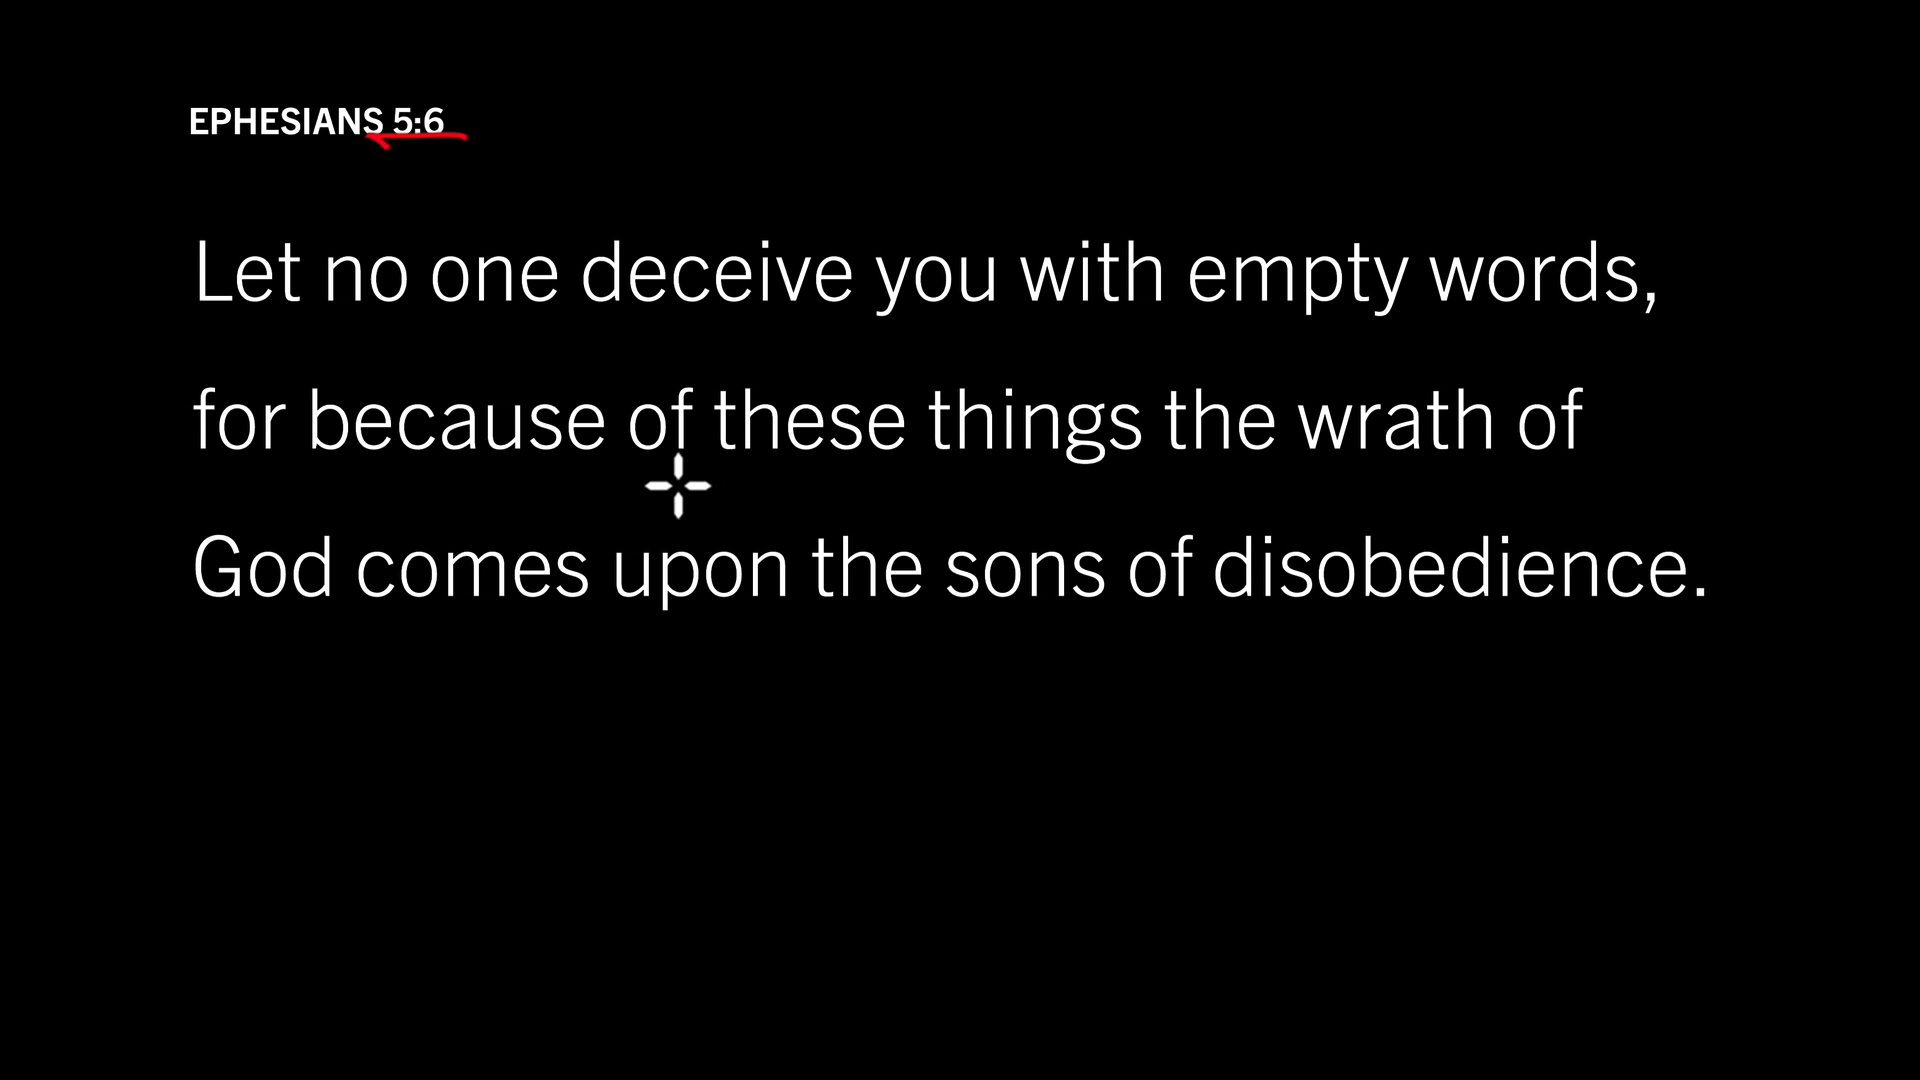 EPHESIANS 5:6
Let no one deceive you with empty words,
for because of these things the wrath of
God comes upon the sons of disobedience.